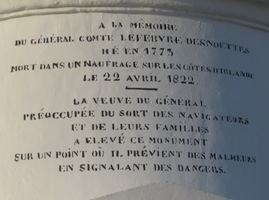 A LA MÉMOIRE
DU GÉNÉRAL COMTE LEFEBVRE DESNOETTES
NÉ EN 1773
MORT DANS UN NAUFRAGE SUR LES CÔTES D'IRLANDE
LE 22 AVRIL 1822.
LA VEUVE DU GÉNÉRAL
PRÉOCCUPÉE DU SORT DES NAVIGATEURS
ET DE LEURS FAMILLES
A ELEVÉ CE MONUMENT
SUR UN POINT OÙ IL PRÉVIENT DES MALHEURS
EN SIGNALANT DES DANGERS.